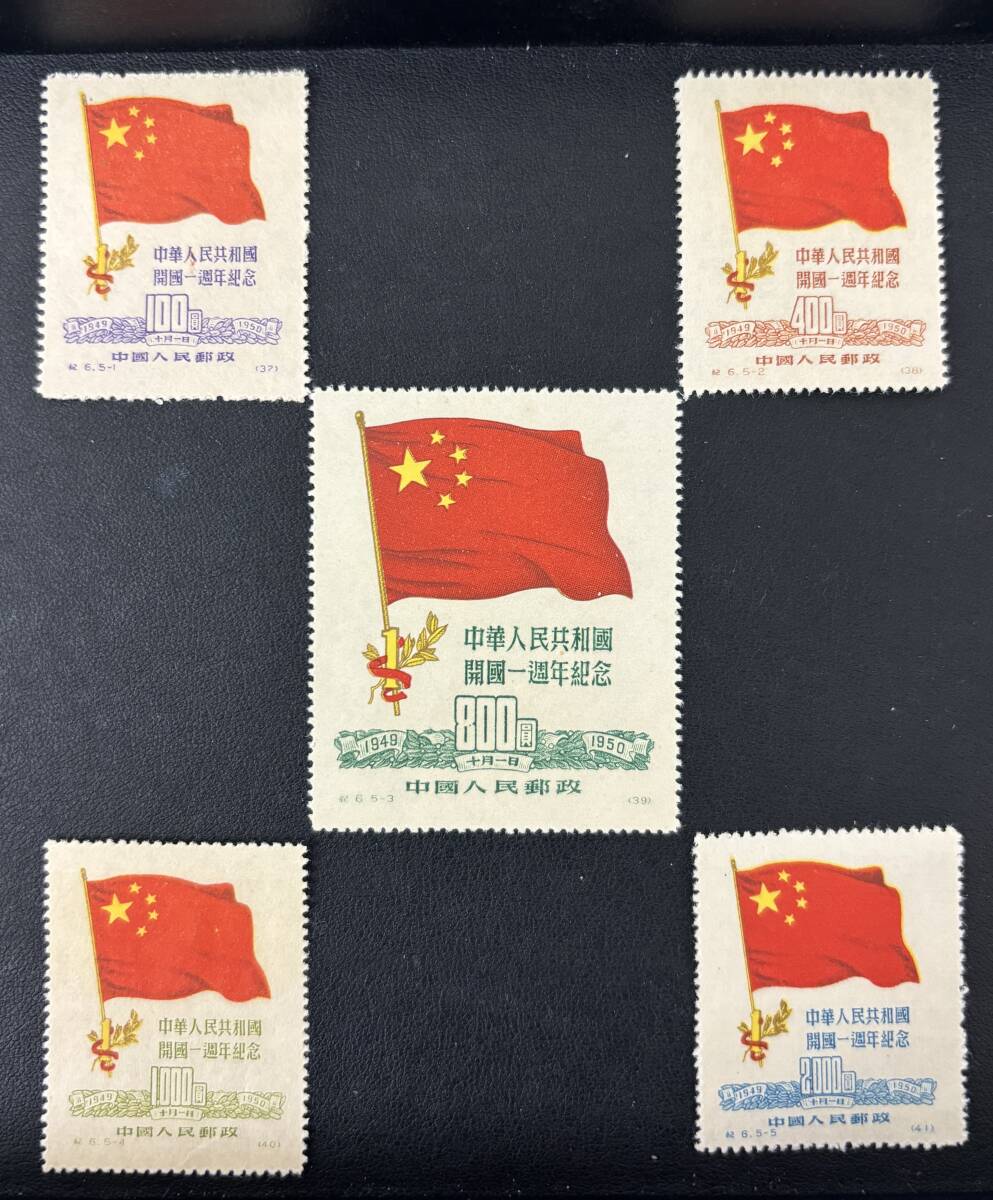 中華人民共和國
開國一週年紀念
100圓
1949 1950
十月一日
中國人民郵政
紀 6. 5-1 (37)
中華人民共和國
開國一週年紀念
400圓
1949 1950
十月一日
中國人民郵政
紀 6. 5-2 (38)
中華人民共和國
開國一週年紀念
800圓
1949 1950
十月一日
中國人民郵政
紀 6. 5-3 (39)
中華人民共和國
開國一週年紀念
1000圓
1949 1950
十月一日
中國人民郵政
紀 6. 5-4 (40)
中華人民共和國
開國一週年紀念
2000圓
1949 1950
十月一日
中國人民郵政
紀 6. 5-5 (41)